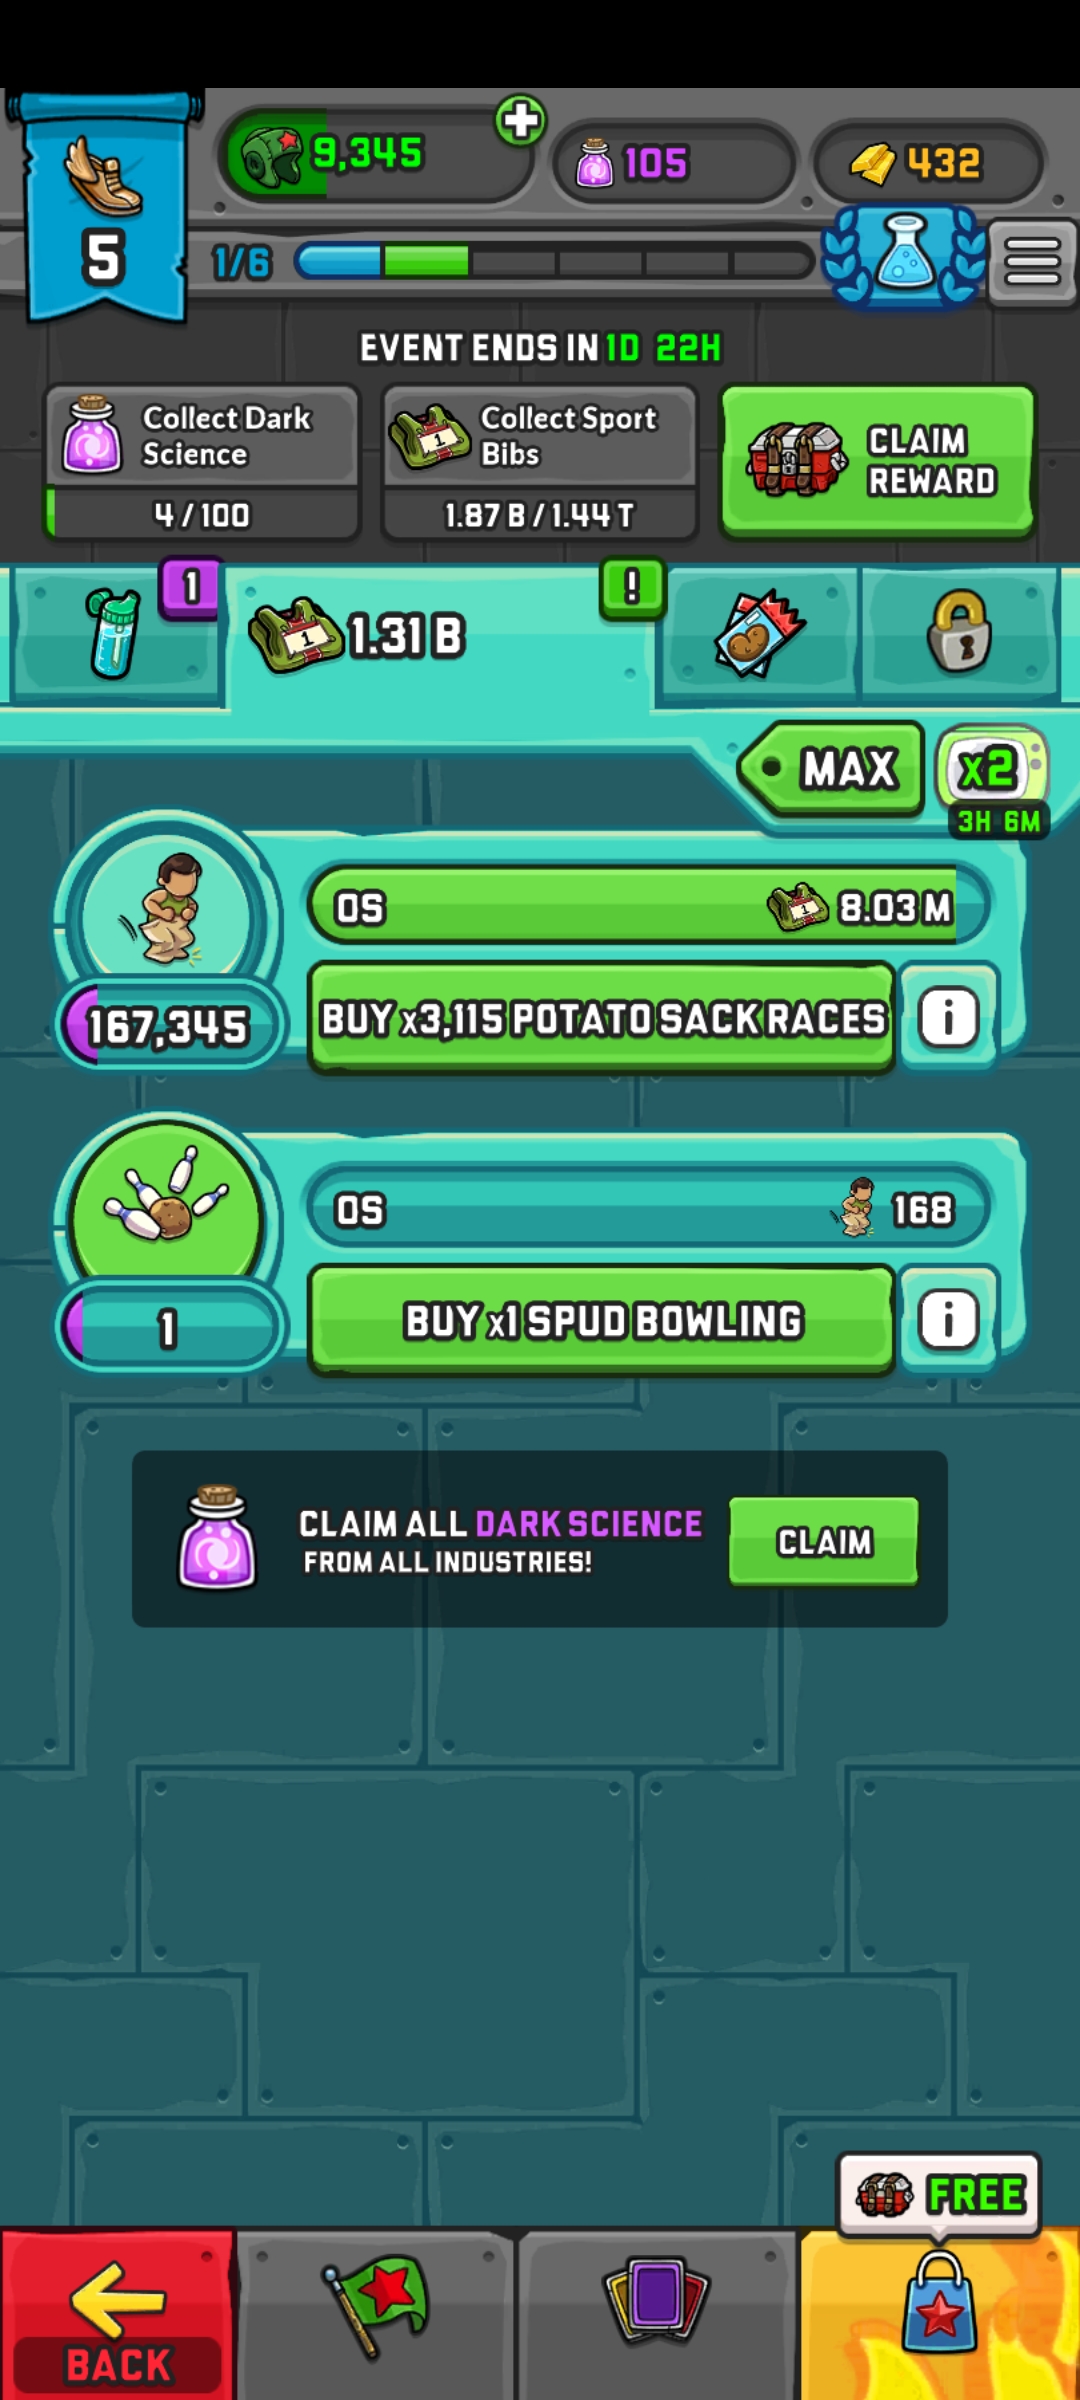 9,345
105
432
5
1/6
EVENT ENDS IN 1D 22H
Collect Dark
Science
4/100
Collect Sport
Bibs
1.87 B/1.44 T
CLAIM
REWARD
1
1
1.31 B
!
MAX
x2
3H 6M
0S
1
8.03 M
167,345
BUY x3,115 POTATO SACK RACES
i
0S
168
1
BUY x1 SPUD BOWLING
i
CLAIM ALL DARK SCIENCE
FROM ALL INDUSTRIES!
CLAIM
FREE
BACK